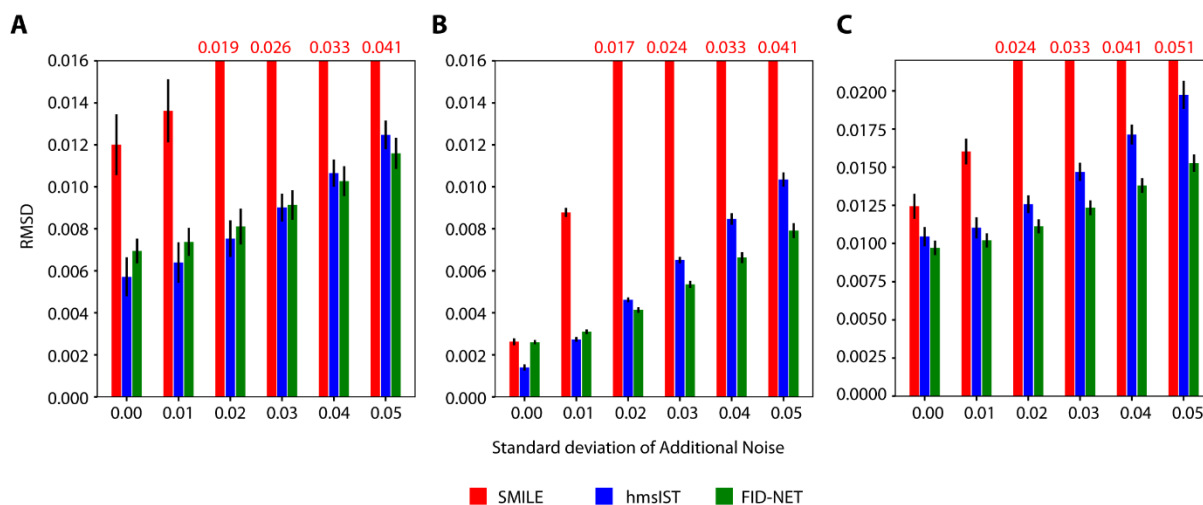 A
0.019 0.026 0.033 0.041
0.016
0.014
0.012
0.010
0.008
0.006
0.004
0.002
0.000
RMSD
0.00 0.01 0.02 0.03 0.04 0.05
B
0.017 0.024 0.033 0.041
0.016
0.014
0.012
0.010
0.008
0.006
0.004
0.002
0.000
0.00 0.01 0.02 0.03 0.04 0.05
C
0.024 0.033 0.041 0.051
0.0200
0.0175
0.0150
0.0125
0.0100
0.0075
0.0050
0.0025
0.0000
0.00 0.01 0.02 0.03 0.04 0.05
Standard deviation of Additional Noise
SMILE hmsIST FID-NET